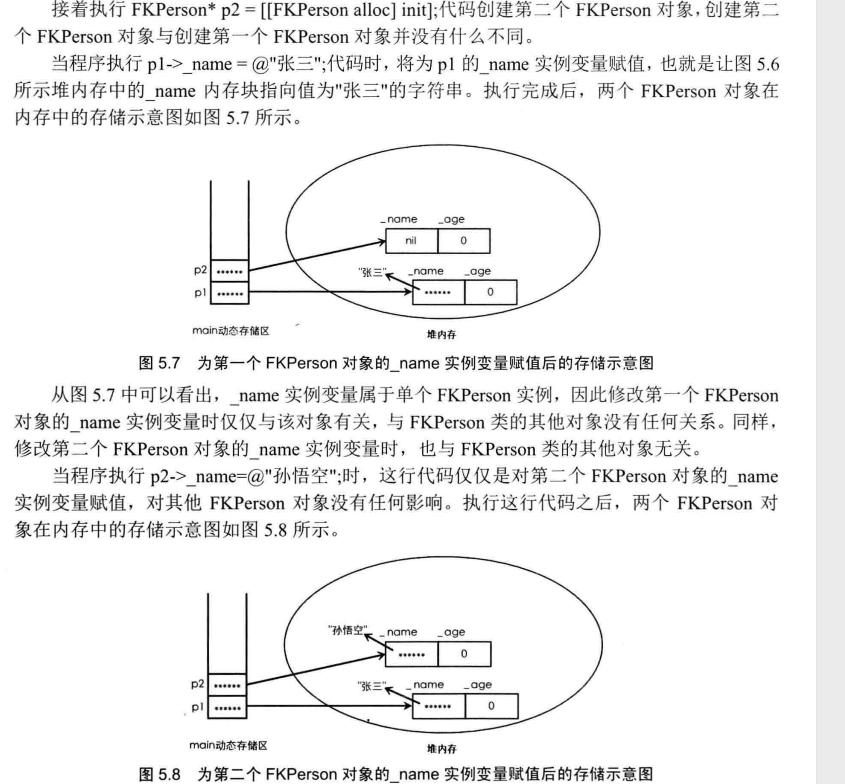 接着执行 FKPerson* p2 = [[FKPerson alloc] init];代码创建第二个 FKPerson 对象，创建第二
个 FKPerson 对象与创建第一个 FKPerson 对象并没有什么不同。
当程序执行 p1->_name = @"张三";代码时，将为 p1 的_name 实例变量赋值，也就是让图 5.6
所示堆内存中的_name 内存块指向值为"张三"的字符串。执行完成后，两个 FKPerson 对象在
内存中的存储示意图如图 5.7 所示。
_name _age
nil 0
p2 ······
"张三" _name _age
p1 ······ ······ 0
main动态存储区 堆内存
图 5.7 为第一个 FKPerson 对象的_name 实例变量赋值后的存储示意图
从图 5.7 中可以看出，_name 实例变量属于单个 FKPerson 实例，因此修改第一个 FKPerson
对象的_name 实例变量时仅仅与该对象有关，与 FKPerson 类的其他对象没有任何关系。同样，
修改第二个 FKPerson 对象的_name 实例变量时，也与 FKPerson 类的其他对象无关。
当程序执行 p2->_name=@"孙悟空";时，这行代码仅仅是对第二个 FKPerson 对象的_name
实例变量赋值，对其他 FKPerson 对象没有任何影响。执行这行代码之后，两个 FKPerson 对
象在内存中的存储示意图如图 5.8 所示。
"孙悟空" _name _age
······ 0
p2 ······
"张三" _name _age
p1 ······ ······ 0
main动态存储区 堆内存
图 5.8 为第二个 FKPerson 对象的_name 实例变量赋值后的存储示意图